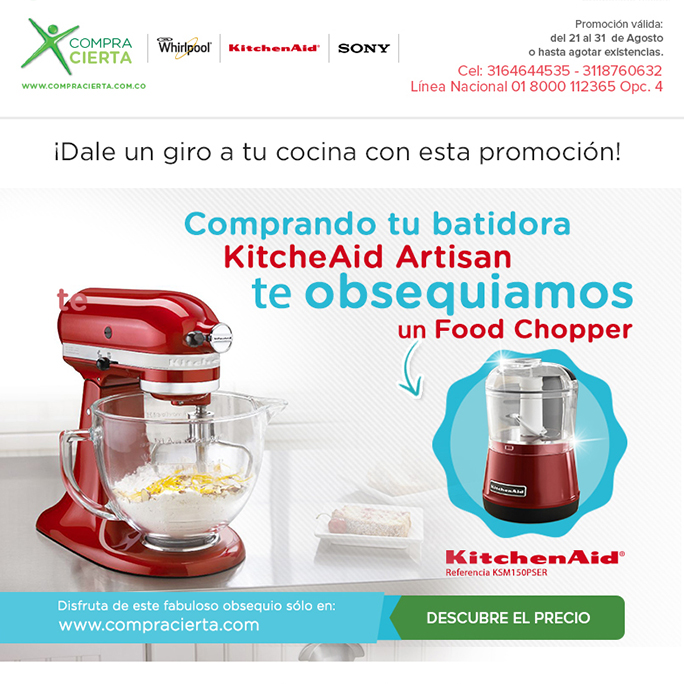 COMPRA
CIERTA
WWW.COMPRACIERTA.COM.CO
Whirlpool®
KitchenAid®
SONY
Promoción válida:
del 21 al 31 de Agosto
o hasta agotar existencias.
Cel: 3164644535 - 3118760632
Línea Nacional 01 8000 112365 Opc. 4
¡Dale un giro a tu cocina con esta promoción!
Comprando tu batidora
KitcheAid Artisan
te obsequiamos
te
un Food Chopper
KitchenAid
KitchenAid®
Referencia KSM150PSER
Disfruta de este fabuloso obsequio sólo en:
www.compracierta.com
DESCUBRE EL PRECIO